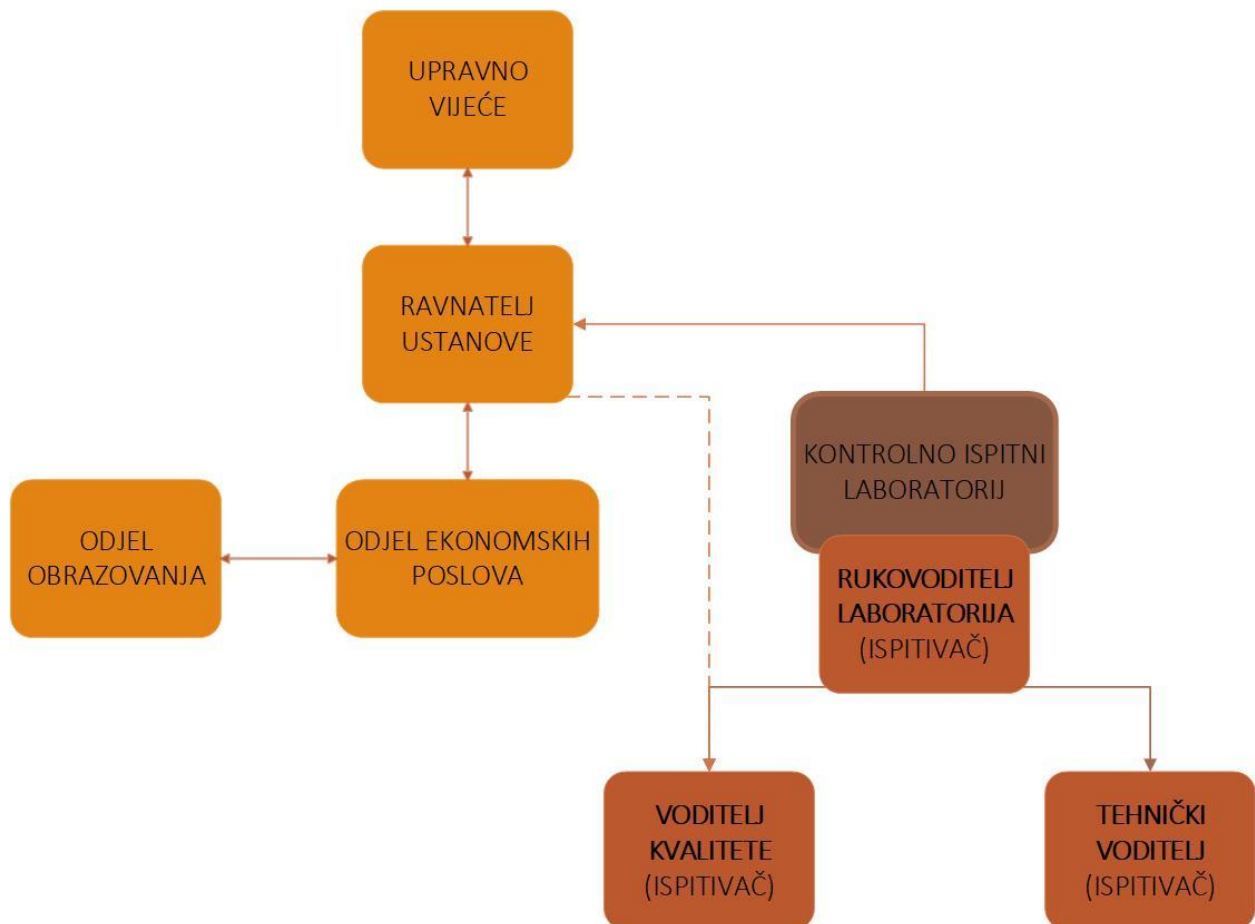 UPRAVNO
VIJEĆE
RAVNATELJ
USTANOVE
KONTROLNO ISPITNI
LABORATORIJ
ODJEL
OBRAZOVANJA
ODJEL EKONOMSKIH
POSLOVA
RUKOVODITELJ
LABORATORIJA
(ISPITIVAČ)
VODITELJ
KVALITETE
(ISPITIVAČ)
TEHNIČKI
VODITELJ
(ISPITIVAČ)